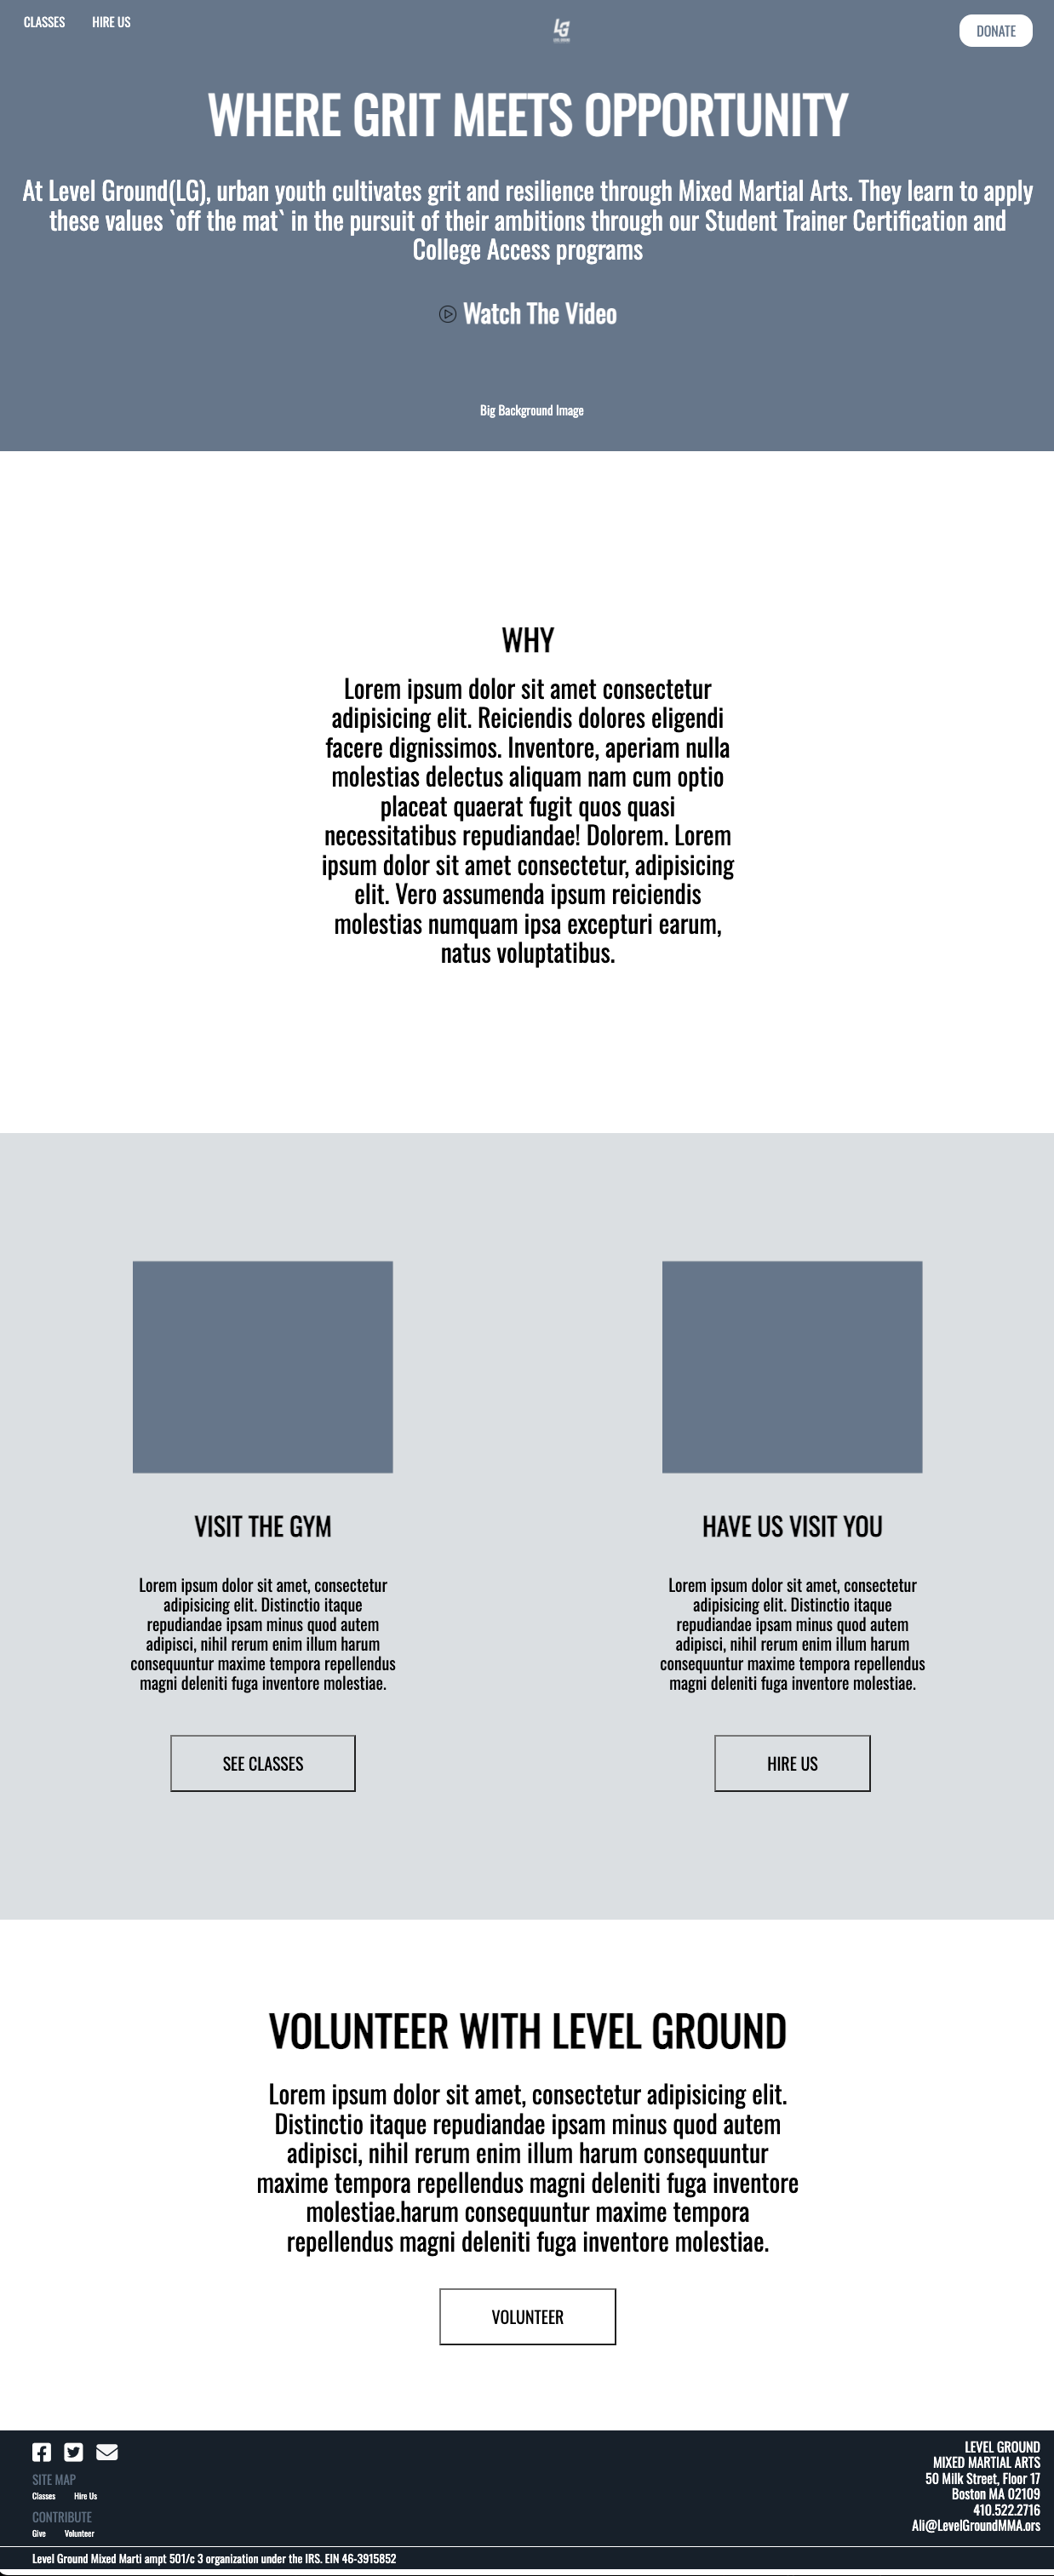 CLASSES HIRE US DONATE
WHERE GRIT MEETS OPPORTUNITY
At Level Ground(LG), urban youth cultivates grit and resilience through Mixed Martial Arts. They learn to apply
these values `off the mat` in the pursuit of their ambitions through our Student Trainer Certification and
College Access programs
Watch The Video
Big Background Image
WHY
Lorem ipsum dolor sit amet consectetur
adipisicing elit. Reiciendis dolores eligendi
facere dignissimos. Inventore, aperiam nulla
molestias delectus aliquam nam cum optio
placeat quaerat fugit quos quasi
necessitatibus repudiandae! Dolorem. Lorem
ipsum dolor sit amet consectetur, adipisicing
elit. Vero assumenda ipsum reiciendis
molestias numquam ipsa excepturi earum,
natus voluptatibus.
VISIT THE GYM
Lorem ipsum dolor sit amet, consectetur
adipisicing elit. Distinctio itaque
repudiandae ipsam minus quod autem
adipisci, nihil rerum enim illum harum
consequuntur maxime tempora repellendus
magni deleniti fuga inventore molestiae.
SEE CLASSES
HAVE US VISIT YOU
Lorem ipsum dolor sit amet, consectetur
adipisicing elit. Distinctio itaque
repudiandae ipsam minus quod autem
adipisci, nihil rerum enim illum harum
consequuntur maxime tempora repellendus
magni deleniti fuga inventore molestiae.
HIRE US
VOLUNTEER WITH LEVEL GROUND
Lorem ipsum dolor sit amet, consectetur adipisicing elit.
Distinctio itaque repudiandae ipsam minus quod autem
adipisci, nihil rerum enim illum harum consequuntur
maxime tempora repellendus magni deleniti fuga inventore
molestiae.harum consequuntur maxime tempora
repellendus magni deleniti fuga inventore molestiae.
VOLUNTEER
SITE MAP
Classes Hire Us
CONTRIBUTE
Give Volunteer
LEVEL GROUND
MIXED MARTIAL ARTS
50 Milk Street, Floor 17
Boston MA 02109
410.522.2716
Ali@LevelGroundMMA.ors
Level Ground Mixed Marti ampt 501/c 3 organization under the IRS. EIN 46-3915852